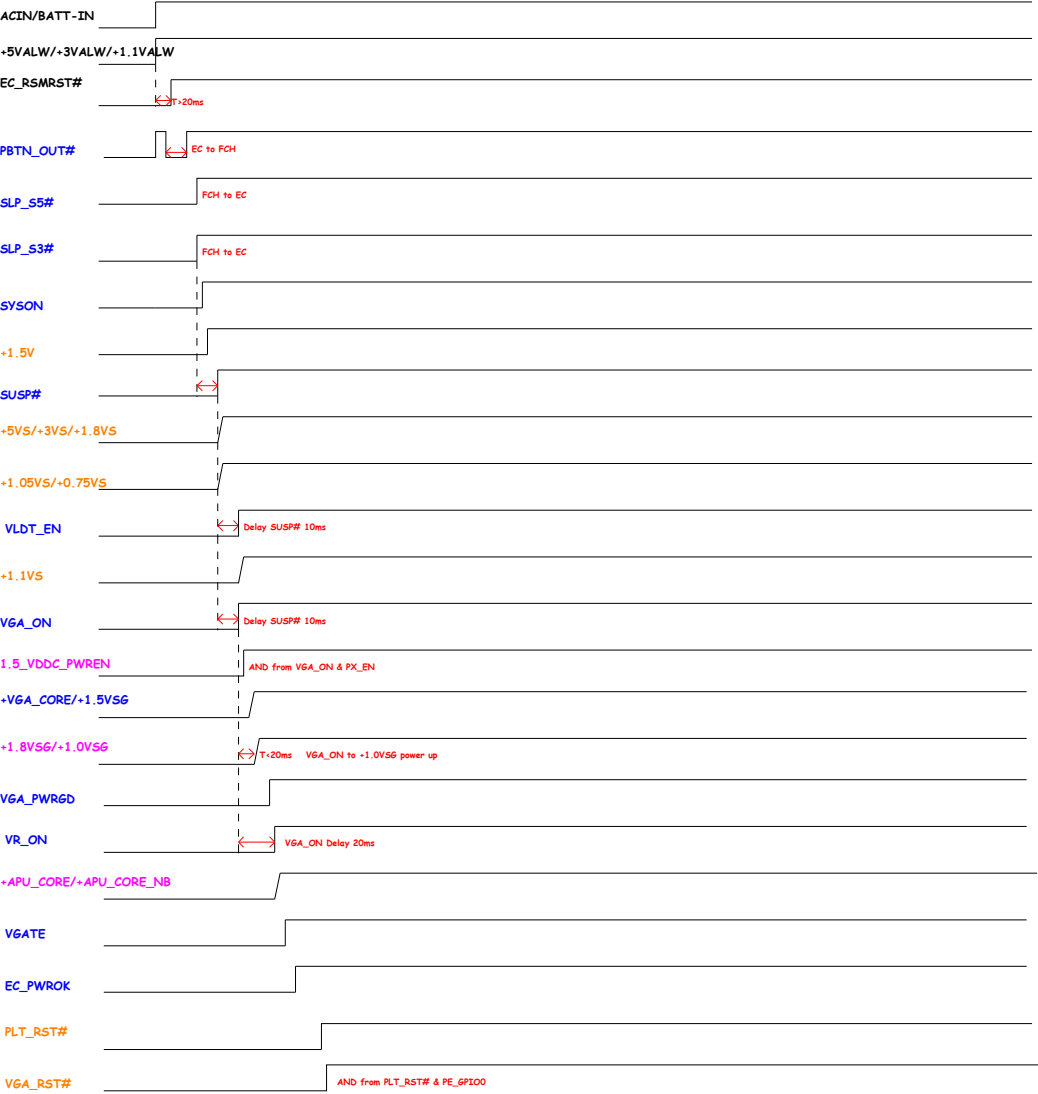 ACIN/BATT-IN
+5VALW/+3VALW/+1.1VALW
EC_RSMRST#
T>20ms
PBTN_OUT#
EC to FCH
SLP_S5#
FCH to EC
SLP_S3#
FCH to EC
SYSON
+1.5V
SUSP#
+5VS/+3VS/+1.8VS
+1.05VS/+0.75VS
VLDT_EN
Delay SUSP# 10ms
+1.1VS
VGA_ON
Delay SUSP# 10ms
1.5_VDDC_PWREN
AND from VGA_ON & PX_EN
+VGA_CORE/+1.5VSG
+1.8VSG/+1.0VSG
T<20ms VGA_ON to +1.0VSG power up
VGA_PWRGD
VR_ON
VGA_ON Delay 20ms
+APU_CORE/+APU_CORE_NB
VGATE
EC_PWROK
PLT_RST#
VGA_RST#
AND from PLT_RST# & PE_GPIO0